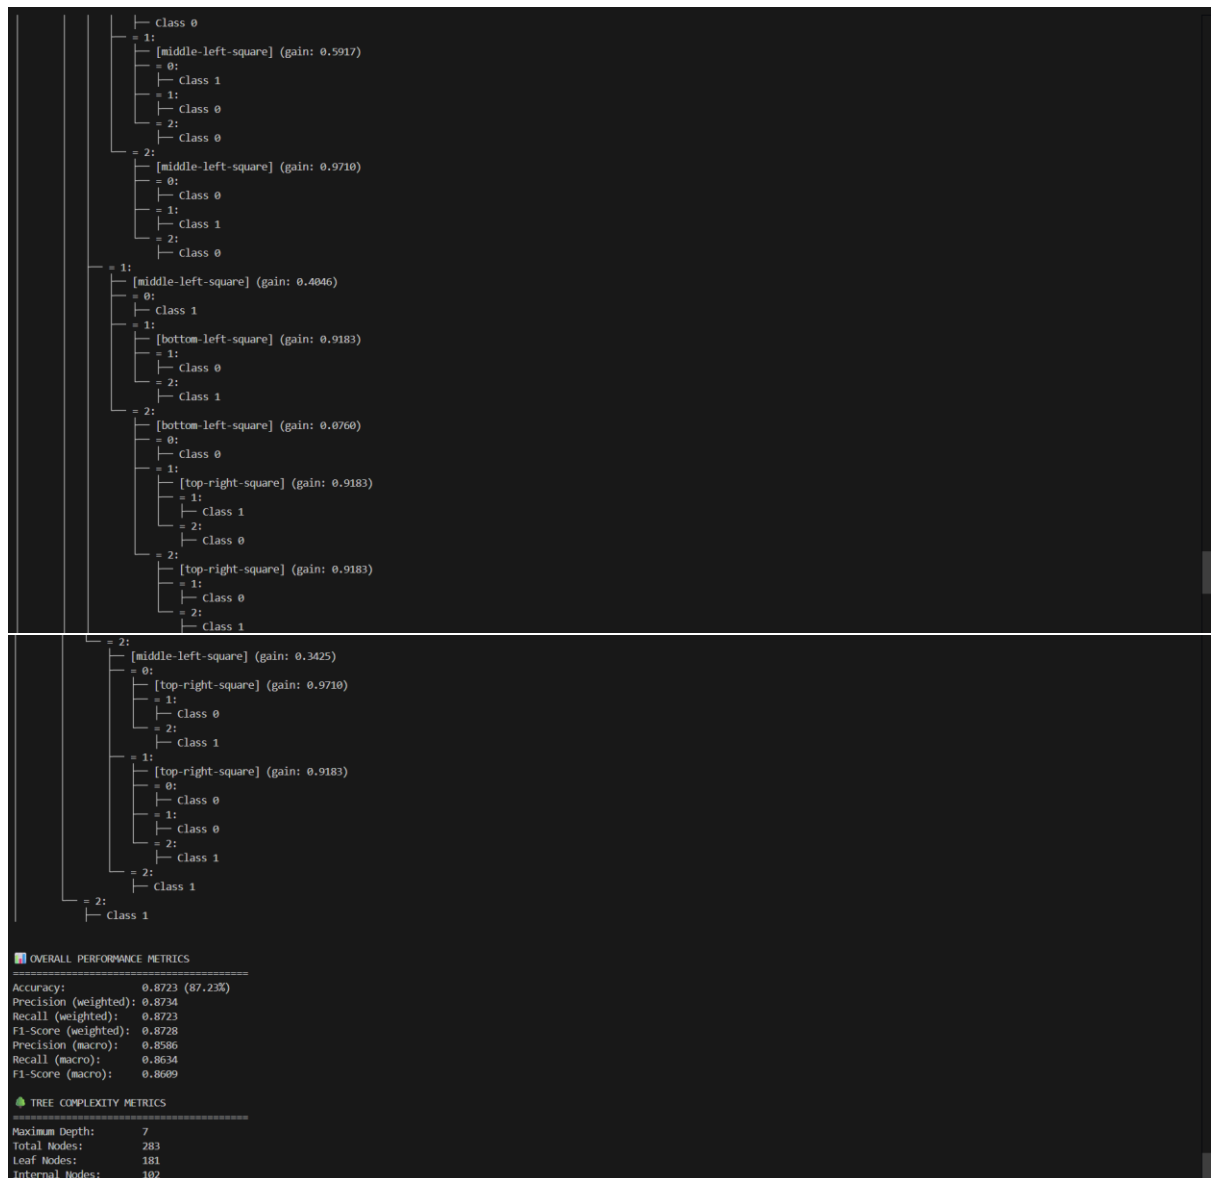 ├── Class 0
├── = 1:
├── [middle-left-square] (gain: 0.5917)
├── = 0:
├── Class 1
├── = 1:
├── Class 0
└── = 2:
├── Class 0
└── = 2:
├── [middle-left-square] (gain: 0.9710)
├── = 0:
├── Class 0
├── = 1:
├── Class 1
└── = 2:
├── Class 0
├── = 1:
├── [middle-left-square] (gain: 0.4046)
├── = 0:
├── Class 1
├── = 1:
├── [bottom-left-square] (gain: 0.9183)
├── = 1:
├── Class 0
└── = 2:
├── Class 1
└── = 2:
├── [bottom-left-square] (gain: 0.0760)
├── = 0:
├── Class 0
├── = 1:
├── [top-right-square] (gain: 0.9183)
├── = 1:
├── Class 1
└── = 2:
├── Class 0
└── = 2:
├── [top-right-square] (gain: 0.9183)
├── = 1:
├── Class 0
└── = 2:
├── Class 1
└── = 2:
├── [middle-left-square] (gain: 0.3425)
├── = 0:
├── [top-right-square] (gain: 0.9710)
├── = 1:
├── Class 0
└── = 2:
├── Class 1
├── = 1:
├── [top-right-square] (gain: 0.9183)
├── = 0:
├── Class 0
├── = 1:
├── Class 0
└── = 2:
├── Class 1
└── = 2:
├── Class 1
└── = 2:
├── Class 1
📊 OVERALL PERFORMANCE METRICS
========================================
Accuracy: 0.8723 (87.23%)
Precision (weighted): 0.8734
Recall (weighted): 0.8723
F1-Score (weighted): 0.8728
Precision (macro): 0.8586
Recall (macro): 0.8634
F1-Score (macro): 0.8609
🌳 TREE COMPLEXITY METRICS
========================================
Maximum Depth: 7
Total Nodes: 283
Leaf Nodes: 181
Internal Nodes: 102